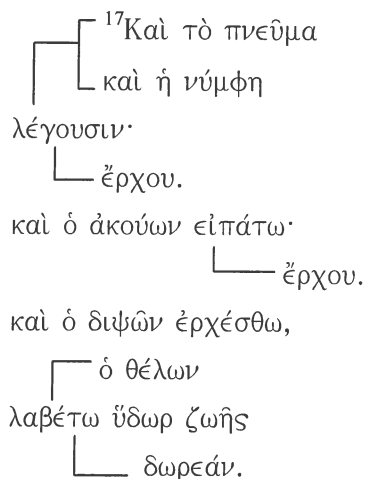 ¹⁷Καὶ τὸ πνεῦμα
καὶ ἡ νύμφη
λέγουσιν·
ἔρχου.
καὶ ὁ ἀκούων εἰπάτω·
ἔρχου.
καὶ ὁ διψῶν ἐρχέσθω,
ὁ θέλων
λαβέτω ὕδωρ ζωῆς
δωρεάν.